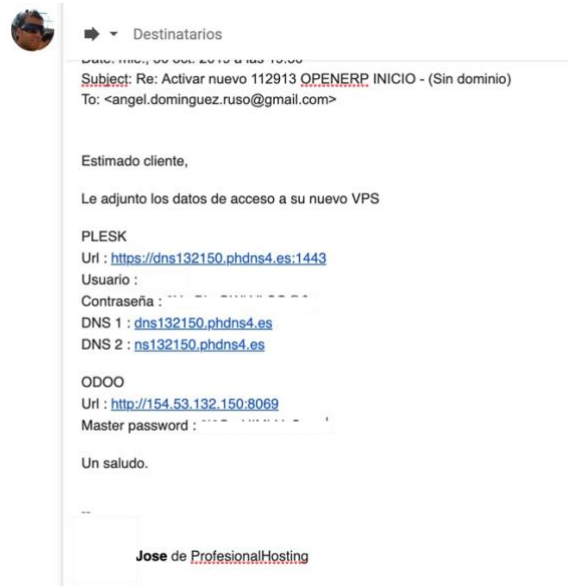 Destinatarios
Subject: Re: Activar nuevo 112913 OPENERP INICIO - (Sin dominio)
To: <angel.dominguez.ruso@gmail.com>
Estimado cliente,
Le adjunto los datos de acceso a su nuevo VPS
PLESK
Url : https://dns132150.phdns4.es:1443
Usuario :
Contraseña :
DNS 1 : dns132150.phdns4.es
DNS 2 : ns132150.phdns4.es
ODOO
Url : http://154.53.132.150:8069
Master password :
Un saludo.
--
Jose de ProfesionalHosting